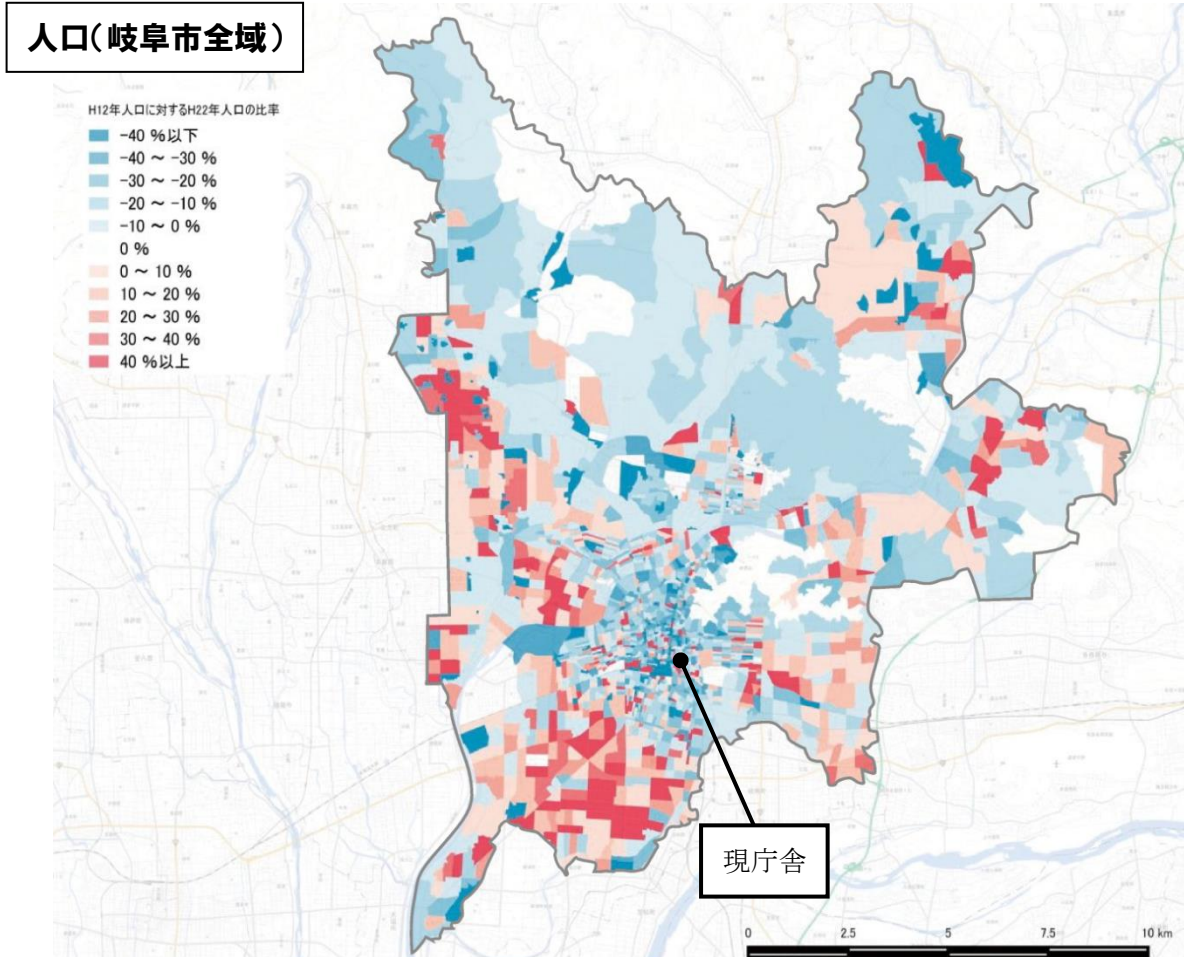 人口(岐阜市全域)
H12年人口に対するH22年人口の比率
-40 %以下
-40 ~ -30 %
-30 ~ -20 %
-20 ~ -10 %
-10 ~ 0 %
0 %
0 ~ 10 %
10 ~ 20 %
20 ~ 30 %
30 ~ 40 %
40 %以上
現庁舎
0 2.5 5 7.5 10 km